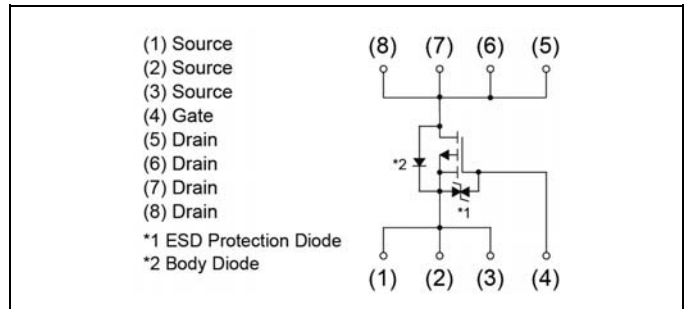 (1) Source
(2) Source
(3) Source
(4) Gate
(5) Drain
(6) Drain
(7) Drain
(8) Drain
*1 ESD Protection Diode
*2 Body Diode
(8) (7) (6) (5)
*2
*1
(1) (2) (3) (4)